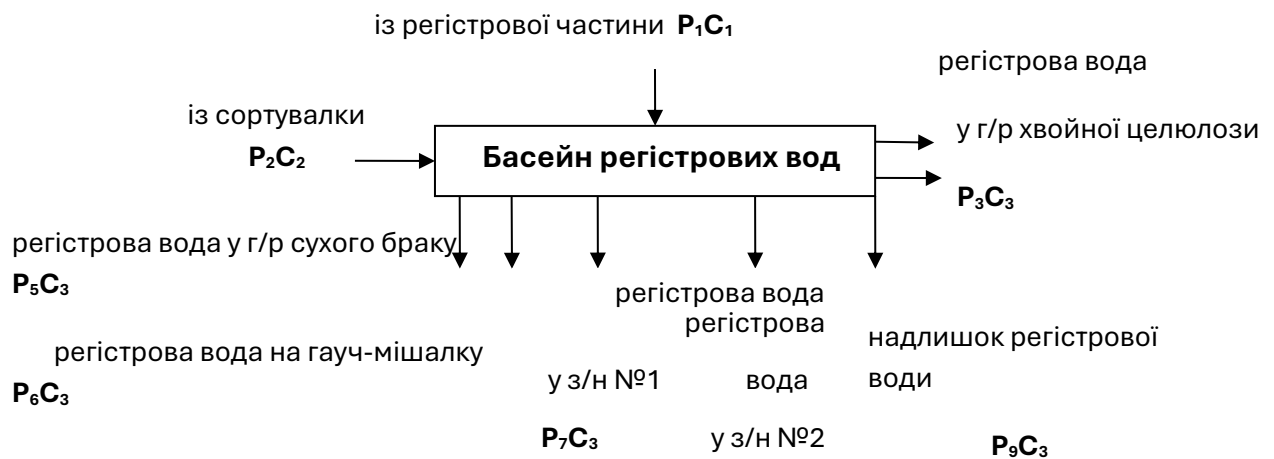 із регістрової частини P₁C₁
регістрова вода
із сортувалки
у г/р хвойної целюлози
P₂C₂
Басейн регістрових вод
P₃C₃
регістрова вода у г/р сухого браку
P₅C₃
регістрова вода
регістрова
надлишок регістрової
регістрова вода на гауч-мішалку
P₆C₃
у з/н №1
вода
води
P₇C₃
у з/н №2
P₉C₃